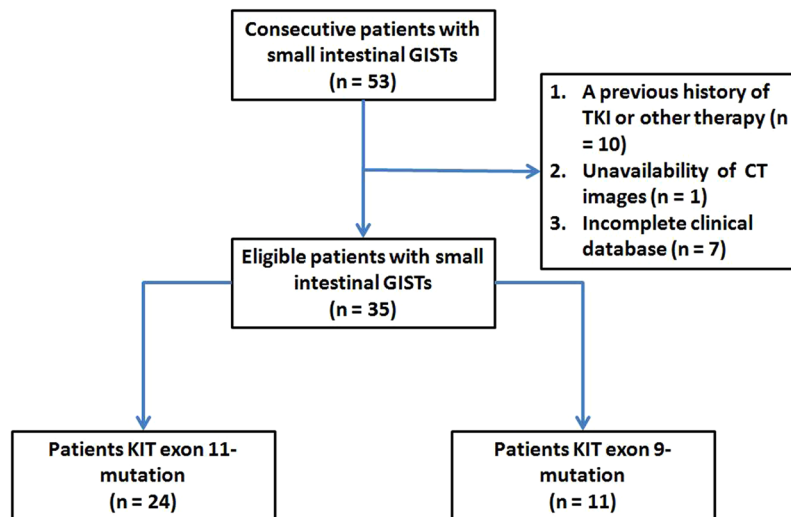 Consecutive patients with
small intestinal GISTs
(n = 53)
1. A previous history of
TKI or other therapy (n
= 10)
2. Unavailability of CT
images (n = 1)
3. Incomplete clinical
database (n = 7)
Eligible patients with small
intestinal GISTs
(n = 35)
Patients KIT exon 11-
mutation
(n = 24)
Patients KIT exon 9-
mutation
(n = 11)